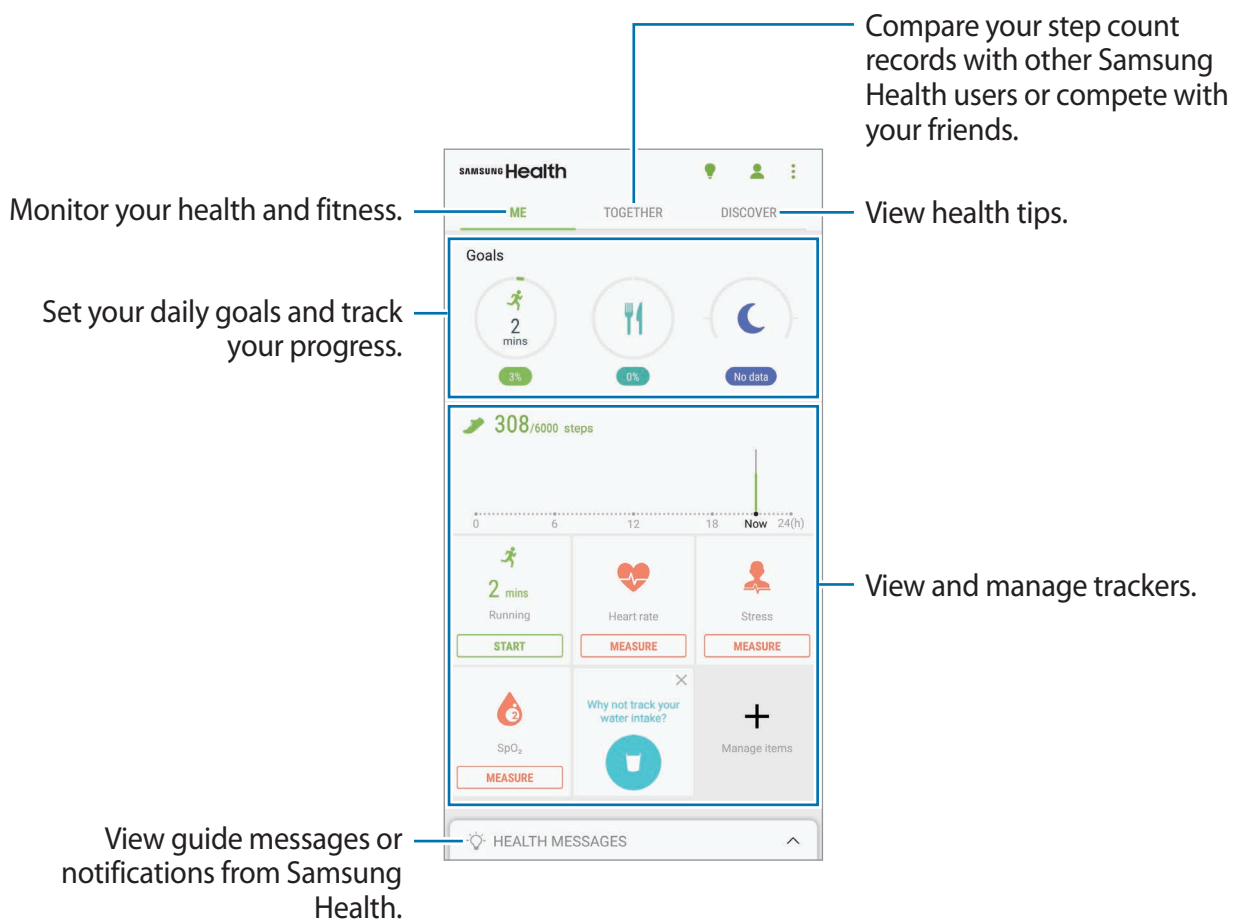 Compare your step count
records with other Samsung
Health users or compete with
your friends.
SAMSUNG Health
Monitor your health and fitness.
ME
TOGETHER
DISCOVER
View health tips.
Goals
Set your daily goals and track
your progress.
2
mins
3%
0%
No data
308/6000 steps
0 6 12 18 Now 24(h)
2 mins
Running
START
Heart rate
MEASURE
Stress
MEASURE
View and manage trackers.
2
SpO₂
MEASURE
Why not track your
water intake?
Manage items
View guide messages or
notifications from Samsung
Health.
HEALTH MESSAGES